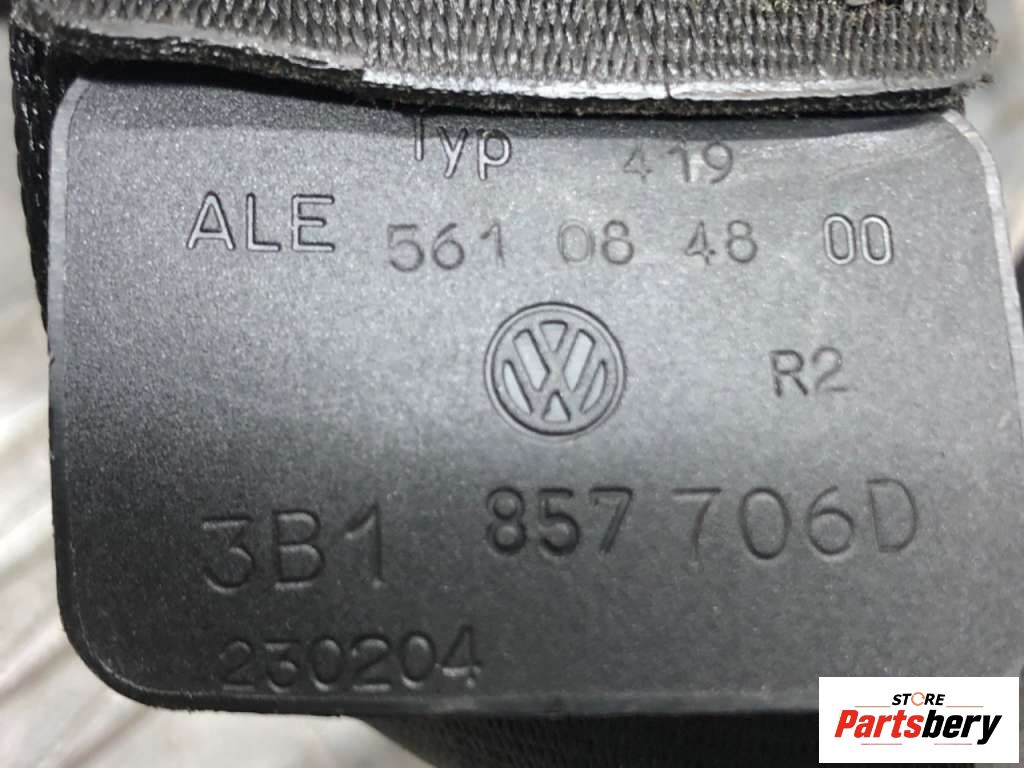 Typ 419
ALE 561 08 48 00
R2
3B1 857 706D
230204
STORE
Partsbery